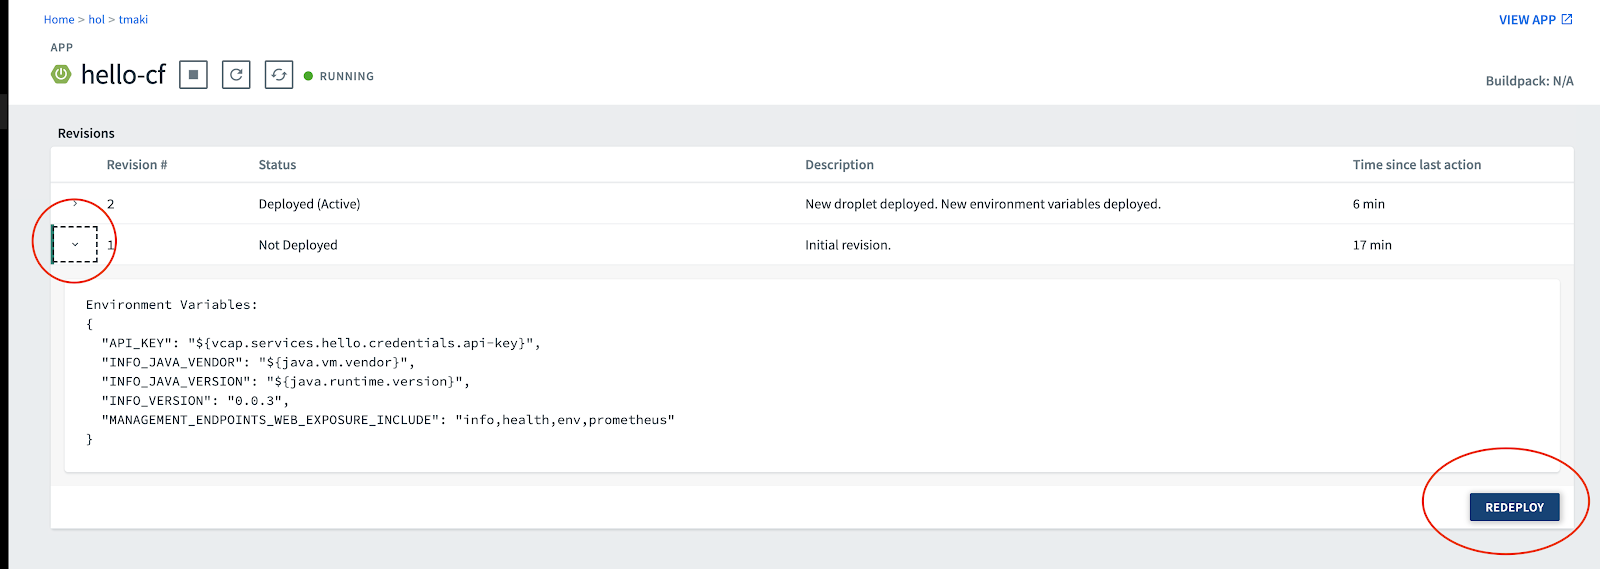 Home > hol > tmaki
VIEW APP
APP
hello-cf
RUNNING
Buildpack: N/A
Revisions
Revision # Status Description Time since last action
2 Deployed (Active) New droplet deployed. New environment variables deployed. 6 min
1 Not Deployed Initial revision. 17 min
Environment Variables:
{
"API_KEY": "${vcap.services.hello.credentials.api-key}",
"INFO_JAVA_VENDOR": "${java.vm.vendor}",
"INFO_JAVA_VERSION": "${java.runtime.version}",
"INFO_VERSION": "0.0.3",
"MANAGEMENT_ENDPOINTS_WEB_EXPOSURE_INCLUDE": "info,health,env,prometheus"
}
REDEPLOY